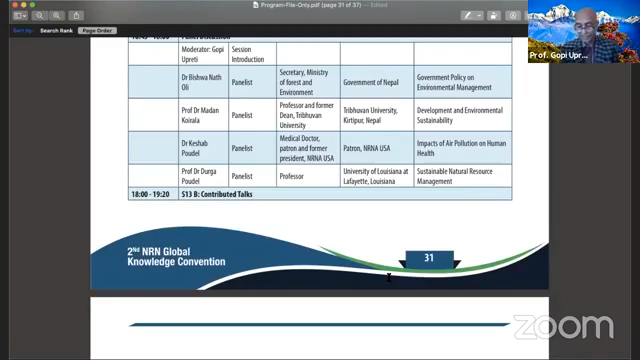 Program-File-Only.pdf (page 31 of 37) — Edited
Sort By: Search Rank Page Order
Prof. Gopi Upr...
Moderator: Gopi Upreti
Session Introduction
Dr Bishwa Nath Oli
Panelist
Secretary, Ministry of forest and Environment
Government of Nepal
Government Policy on Environmental Management
Prof Dr Madan Koirala
Panelist
Professor and former Dean, Tribhuvan University
Tribhuvan University, Kirtipur, Nepal
Development and Environmental Sustainability
Dr Keshab Poudel
Panelist
Medical Doctor, patron and former president, NRNA USA
Patron, NRNA USA
Impacts of Air Pollution on Human Health
Prof Dr Durga Poudel
Panelist
Professor
University of Louisiana at Lafayette, Louisiana
Sustainable Natural Resource Management
18:00 - 19:20 S13 B: Contributed Talks
2Nd NRN Global
Knowledge Convention
31
zoom